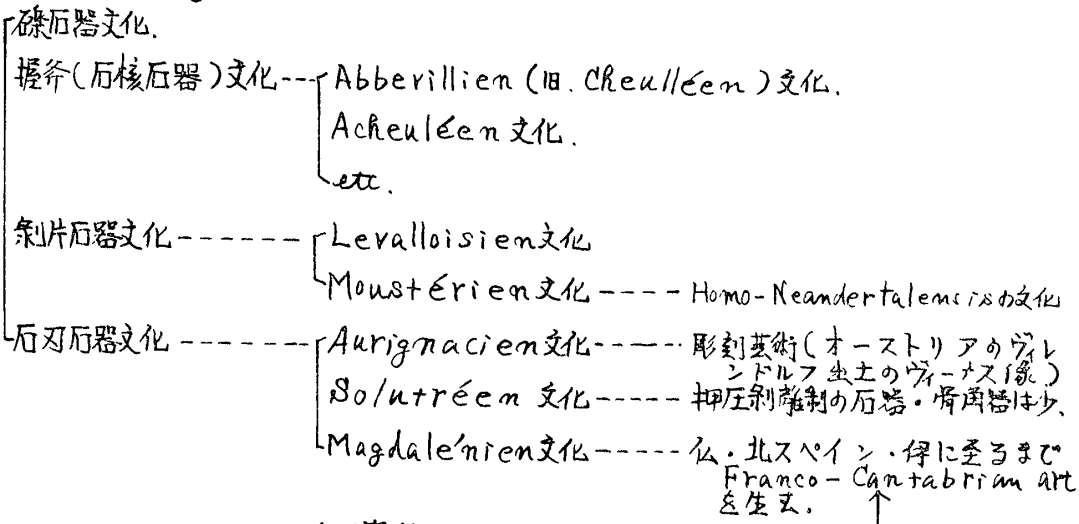 礫石器文化.
握斧(石核石器)文化---Abbevillien(旧.Cheulléen)文化.
Acheuléen文化.
etc.
剝片石器文化------Levalloisien文化
Moustérien文化----Homo-Neandertalensisの文化
石刃石器文化------Aurignacien文化-----彫刻芸術(オーストリアのヴィレ
ンドルフ出土のヴィーナス像)
Solutréen 文化-----押圧剝離制の石器・骨角器は少、
Magdalénien文化-----仏・北スペイン・ に至るまで
Franco-Cantabrian art
を生む.